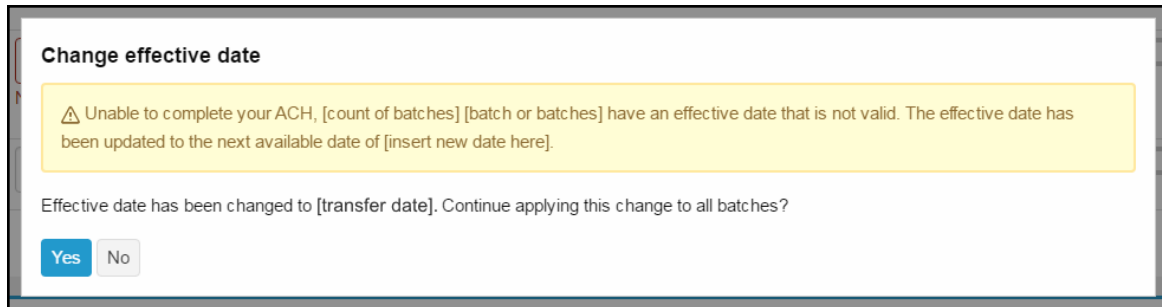 Change effective date
⚠ Unable to complete your ACH, [count of batches] [batch or batches] have an effective date that is not valid. The effective date has
been updated to the next available date of [insert new date here].
Effective date has been changed to [transfer date]. Continue applying this change to all batches?
Yes No